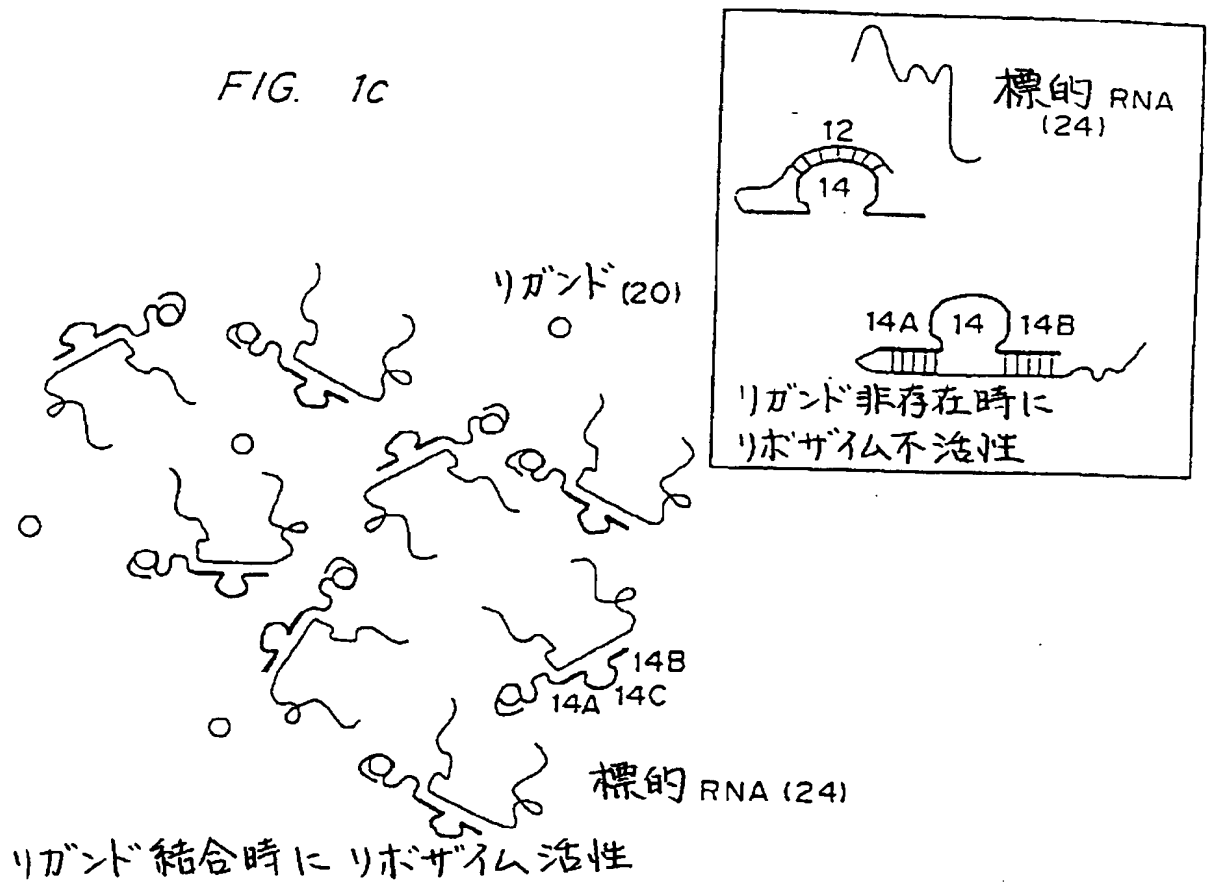 FIG. 1c
標的 RNA
(24)
12
14
14A 14 14B
リガンド非存在時に
リボザイム不活性
リガンド (20)
14B
14A 14C
標的 RNA (24)
リガンド結合時にリボザイム活性